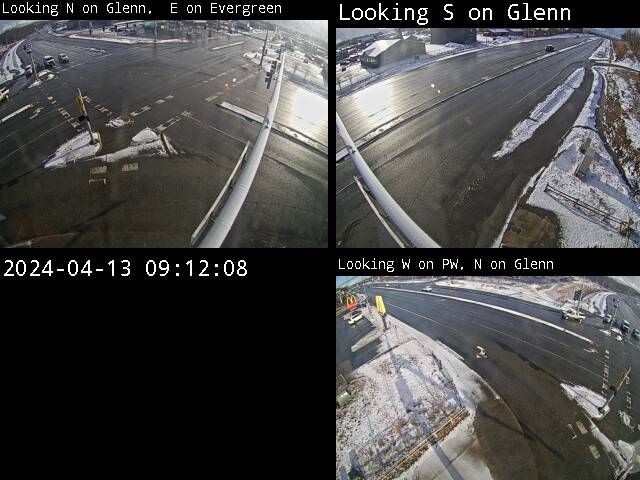 Looking N on Glenn,  E on Evergreen
Looking S on Glenn
2024-04-13 09:12:08
Looking W on PW, N on Glenn